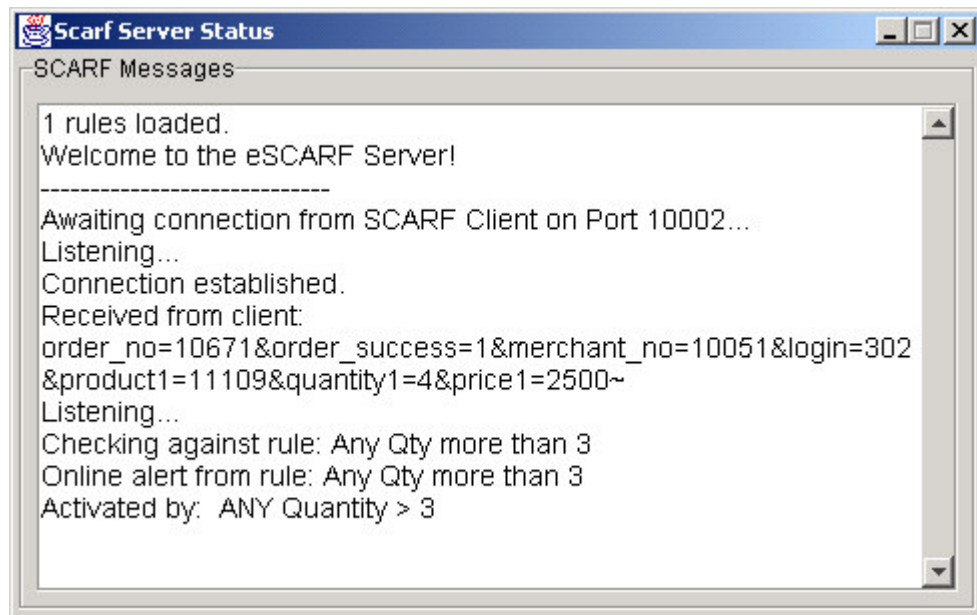 Scarf Server Status
SCARF Messages
1 rules loaded.
Welcome to the eSCARF Server!
-----------------------------
Awaiting connection from SCARF Client on Port 10002...
Listening...
Connection established.
Received from client:
order_no=10671&order_success=1&merchant_no=10051&login=302
&product1=11109&quantity1=4&price1=2500~
Listening...
Checking against rule: Any Qty more than 3
Online alert from rule: Any Qty more than 3
Activated by:  ANY Quantity > 3